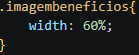 .imagembeneficios{
    width: 60%;
}